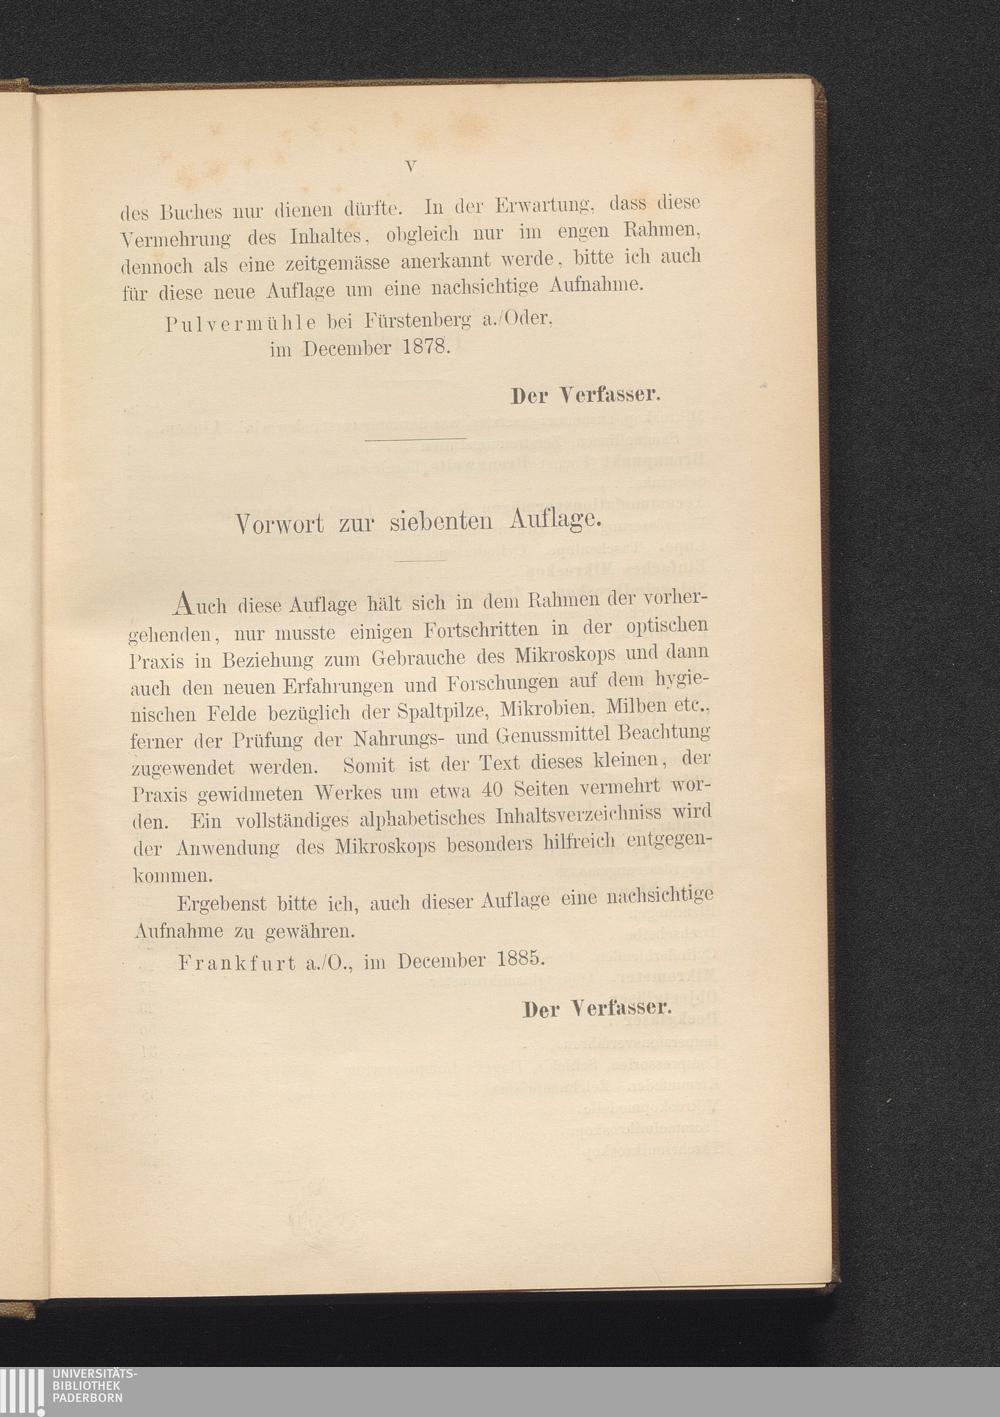 V
des Buches nur dienen dürfte. In der Erwartung, dass diese
Vermehrung des Inhaltes, obgleich nur im engen Rahmen,
dennoch als eine zeitgemässe anerkannt werde, bitte ich auch
für diese neue Auflage um eine nachsichtige Aufnahme.
Pulvermühle bei Fürstenberg a./Oder,
im December 1878.
Der Verfasser.
Vorwort zur siebenten Auflage.
Auch diese Auflage hält sich in dem Rahmen der vorher-
gehenden, nur musste einigen Fortschritten in der optischen
Praxis in Beziehung zum Gebrauche des Mikroskops und dann
auch den neuen Erfahrungen und Forschungen auf dem hygie-
nischen Felde bezüglich der Spaltpilze, Mikrobien, Milben etc.,
ferner der Prüfung der Nahrungs- und Genussmittel Beachtung
zugewendet werden. Somit ist der Text dieses kleinen, der
Praxis gewidmeten Werkes um etwa 40 Seiten vermehrt wor-
den. Ein vollständiges alphabetisches Inhaltsverzeichniss wird
der Anwendung des Mikroskops besonders hilfreich entgegen-
kommen.
Ergebenst bitte ich, auch dieser Auflage eine nachsichtige
Aufnahme zu gewähren.
Frankfurt a./O., im December 1885.
Der Verfasser.
UNIVERSITÄTS-
BIBLIOTHEK
PADERBORN